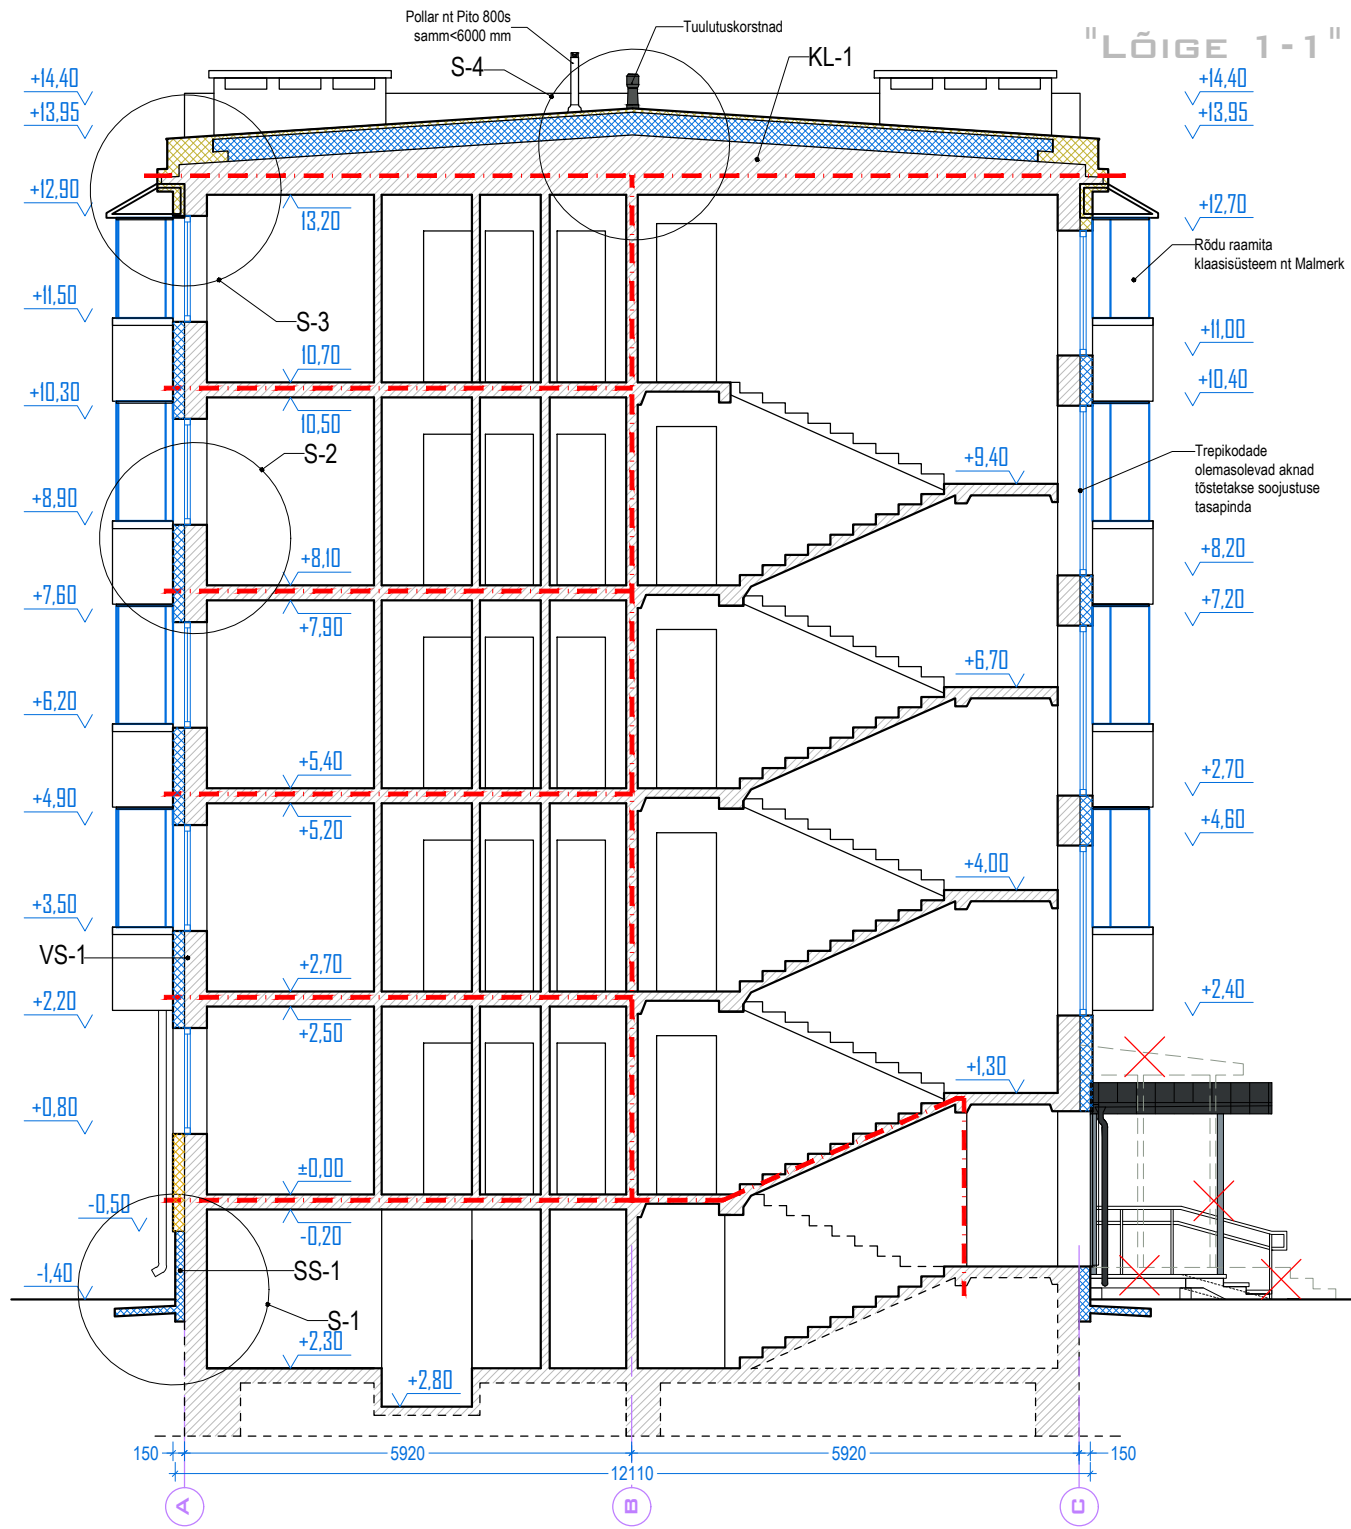 Pollar nt Pito 800s
samm<6000 mm
Tuulutuskorstnad
"LÕIGE 1-1"
S-4
KL-1
+14,40
+13,95
+14,40
+13,95
+12,90
13,20
+12,70
Rõdu raamita
klaasisüsteem nt Malmerk
+11,50
S-3
+11,00
10,70
+10,30
+10,40
10,50
S-2
+9,40
Trepikodade
olemasolevad aknad
tõstetakse soojustuse
tasapinda
+8,90
+8,10
+8,20
+7,60
+7,90
+7,20
+6,70
+6,20
+5,40
+2,70
+4,90
+5,20
+4,60
+4,00
+3,50
VS-1
+2,70
+2,20
+2,50
+2,40
+1,30
+0,80
±0,00
-0,50
-0,20
-1,40
SS-1
S-1
+2,30
+2,80
150
5920
5920
150
12110
A
B
C